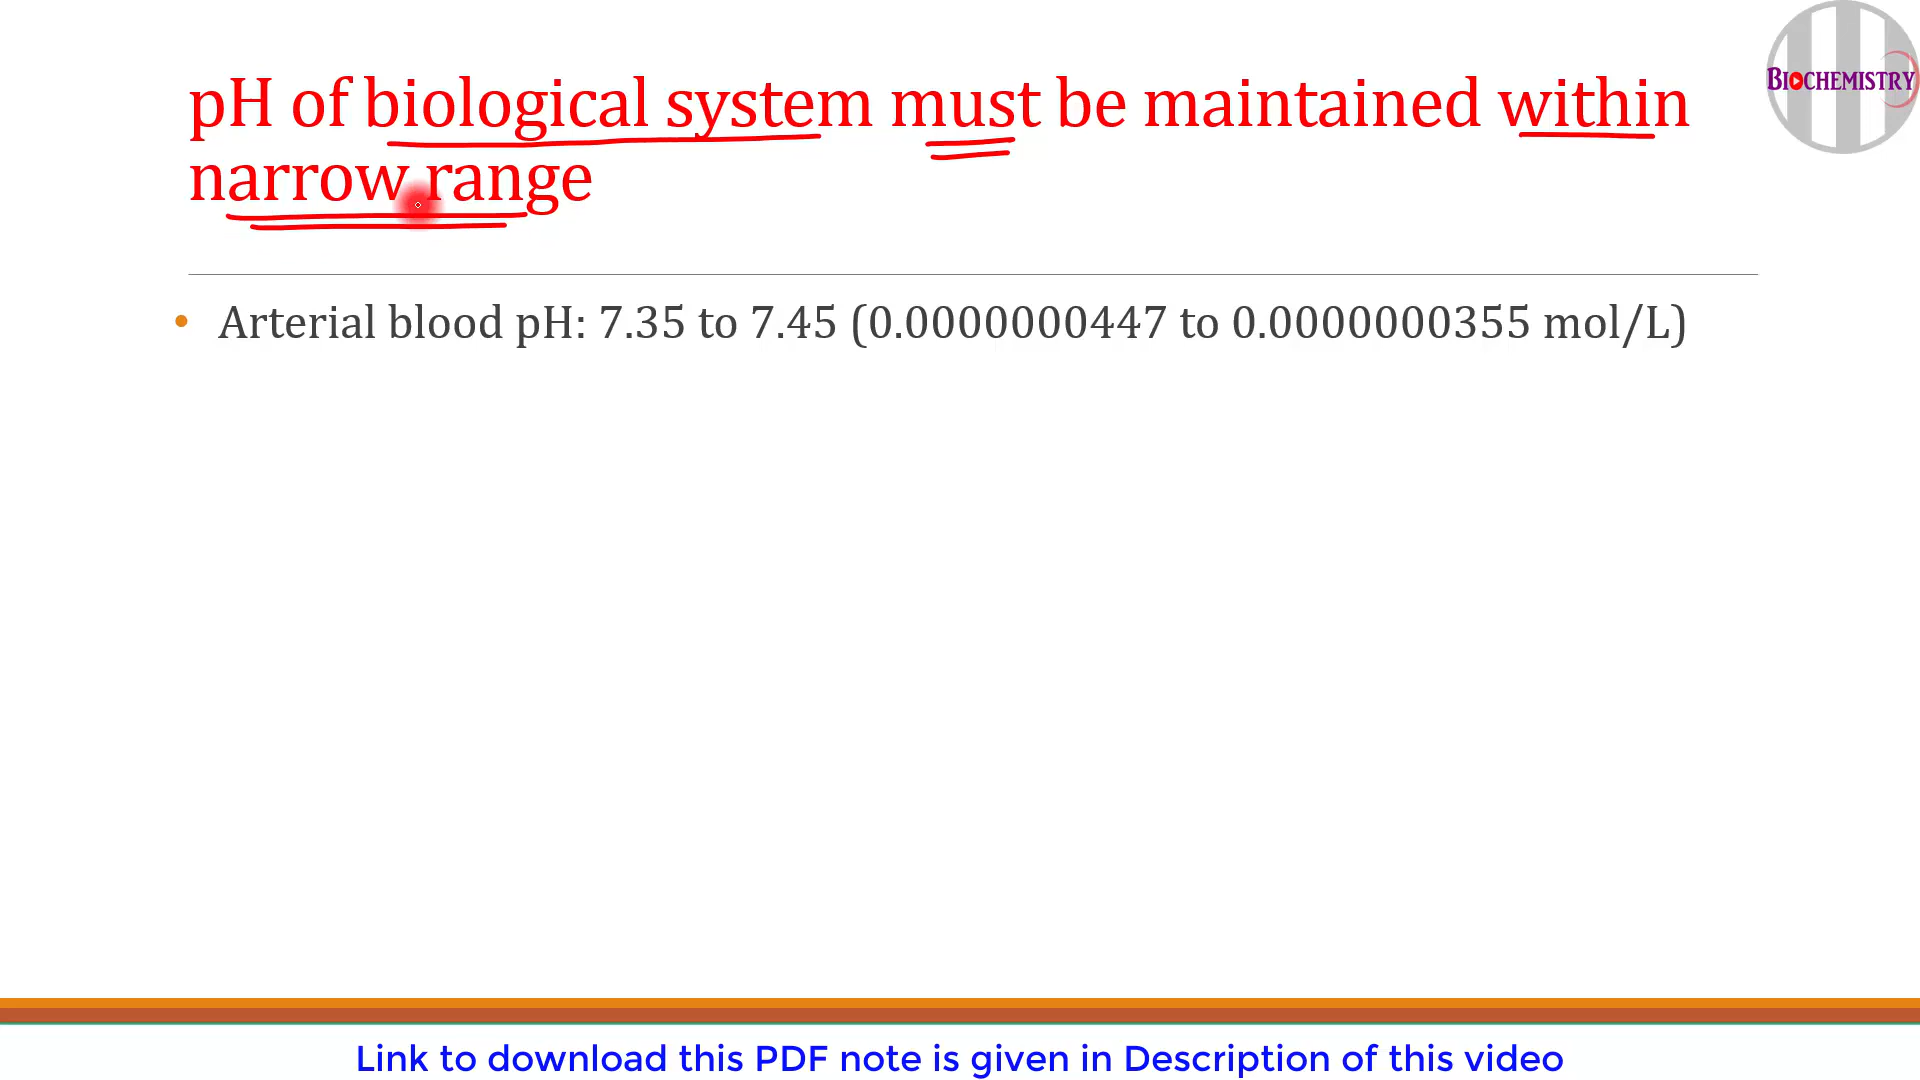 BIOCHEMISTRY
pH of biological system must be maintained within
narrow range
• Arterial blood pH: 7.35 to 7.45 (0.0000000447 to 0.0000000355 mol/L)
Link to download this PDF note is given in Description of this video